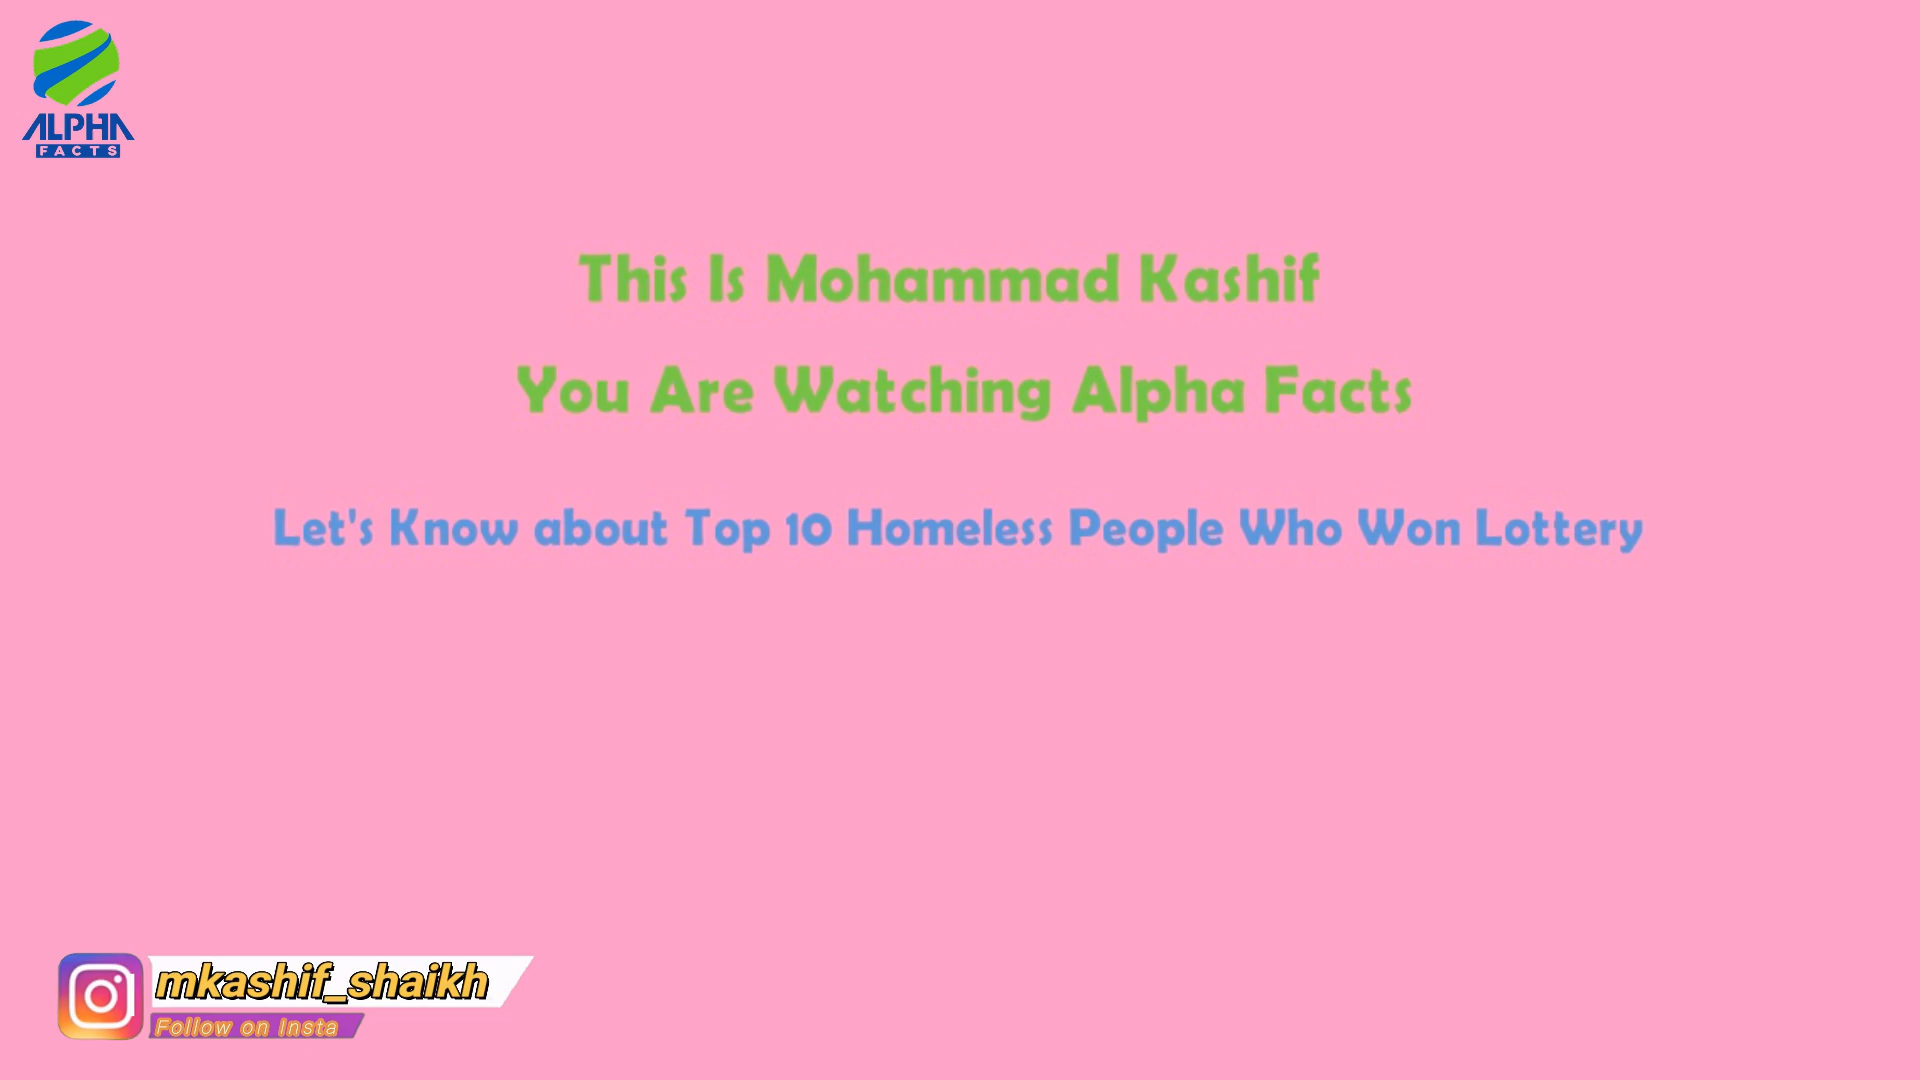 ALPHA
FACTS
This Is Mohammad Kashif
You Are Watching Alpha Facts
Let's Know about Top 10 Homeless People Who Won Lottery
mkashif_shaikh
Follow on Insta